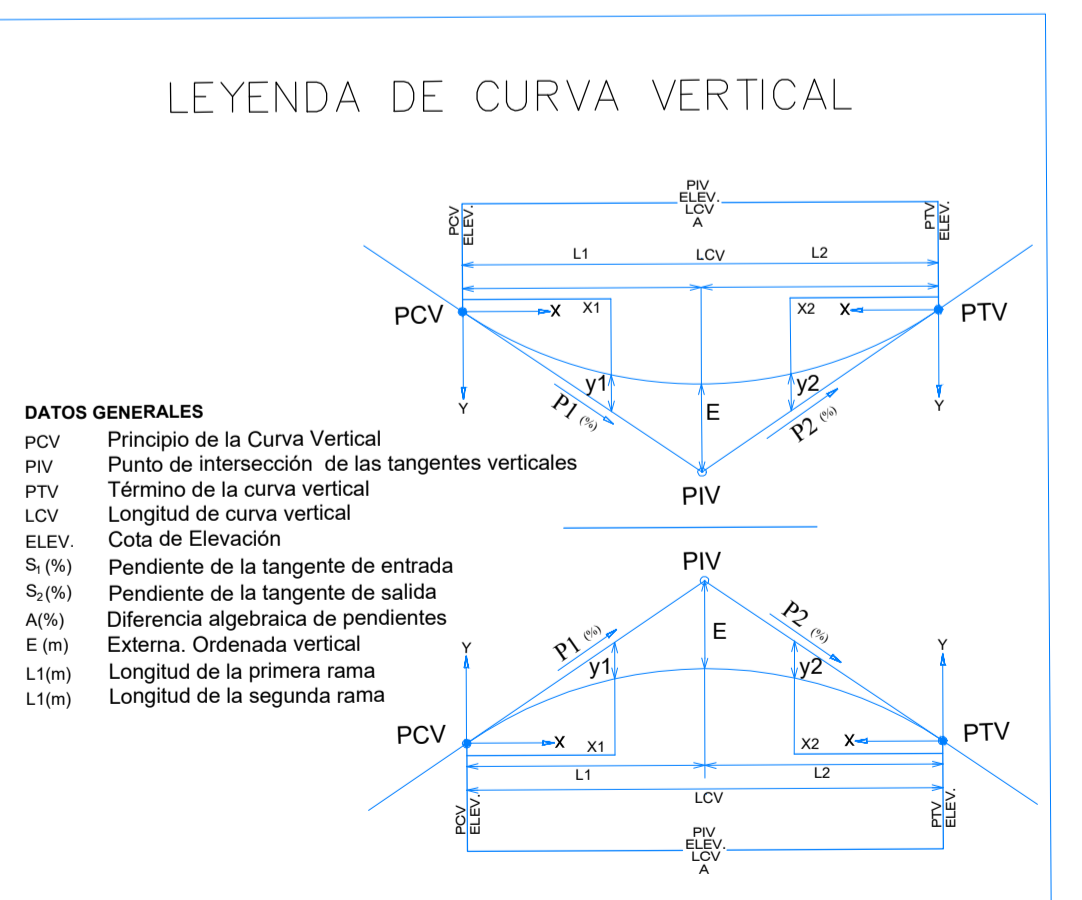 LEYENDA DE CURVA VERTICAL
PIV
ELEV.
LCV
A
PCV
ELEV.
PTV
ELEV.
L1
LCV
L2
PCV
X
X1
X2
X
PTV
Y
y1
E
y2
Y
P1 (%)
P2 (%)
PIV
DATOS GENERALES
PCV Principio de la Curva Vertical
PIV Punto de intersección de las tangentes verticales
PTV Término de la curva vertical
LCV Longitud de curva vertical
ELEV. Cota de Elevación
S1 (%) Pendiente de la tangente de entrada
S2(%) Pendiente de la tangente de salida
A(%) Diferencia algebraica de pendientes
E (m) Externa. Ordenada vertical
L1(m) Longitud de la primera rama
L1(m) Longitud de la segunda rama
PIV
P1 (%)
P2 (%)
E
Y
y1
y2
Y
PCV
X
X1
X2
X
PTV
L1
L2
LCV
PCV
ELEV.
PTV
ELEV.
PIV
ELEV.
LCV
A